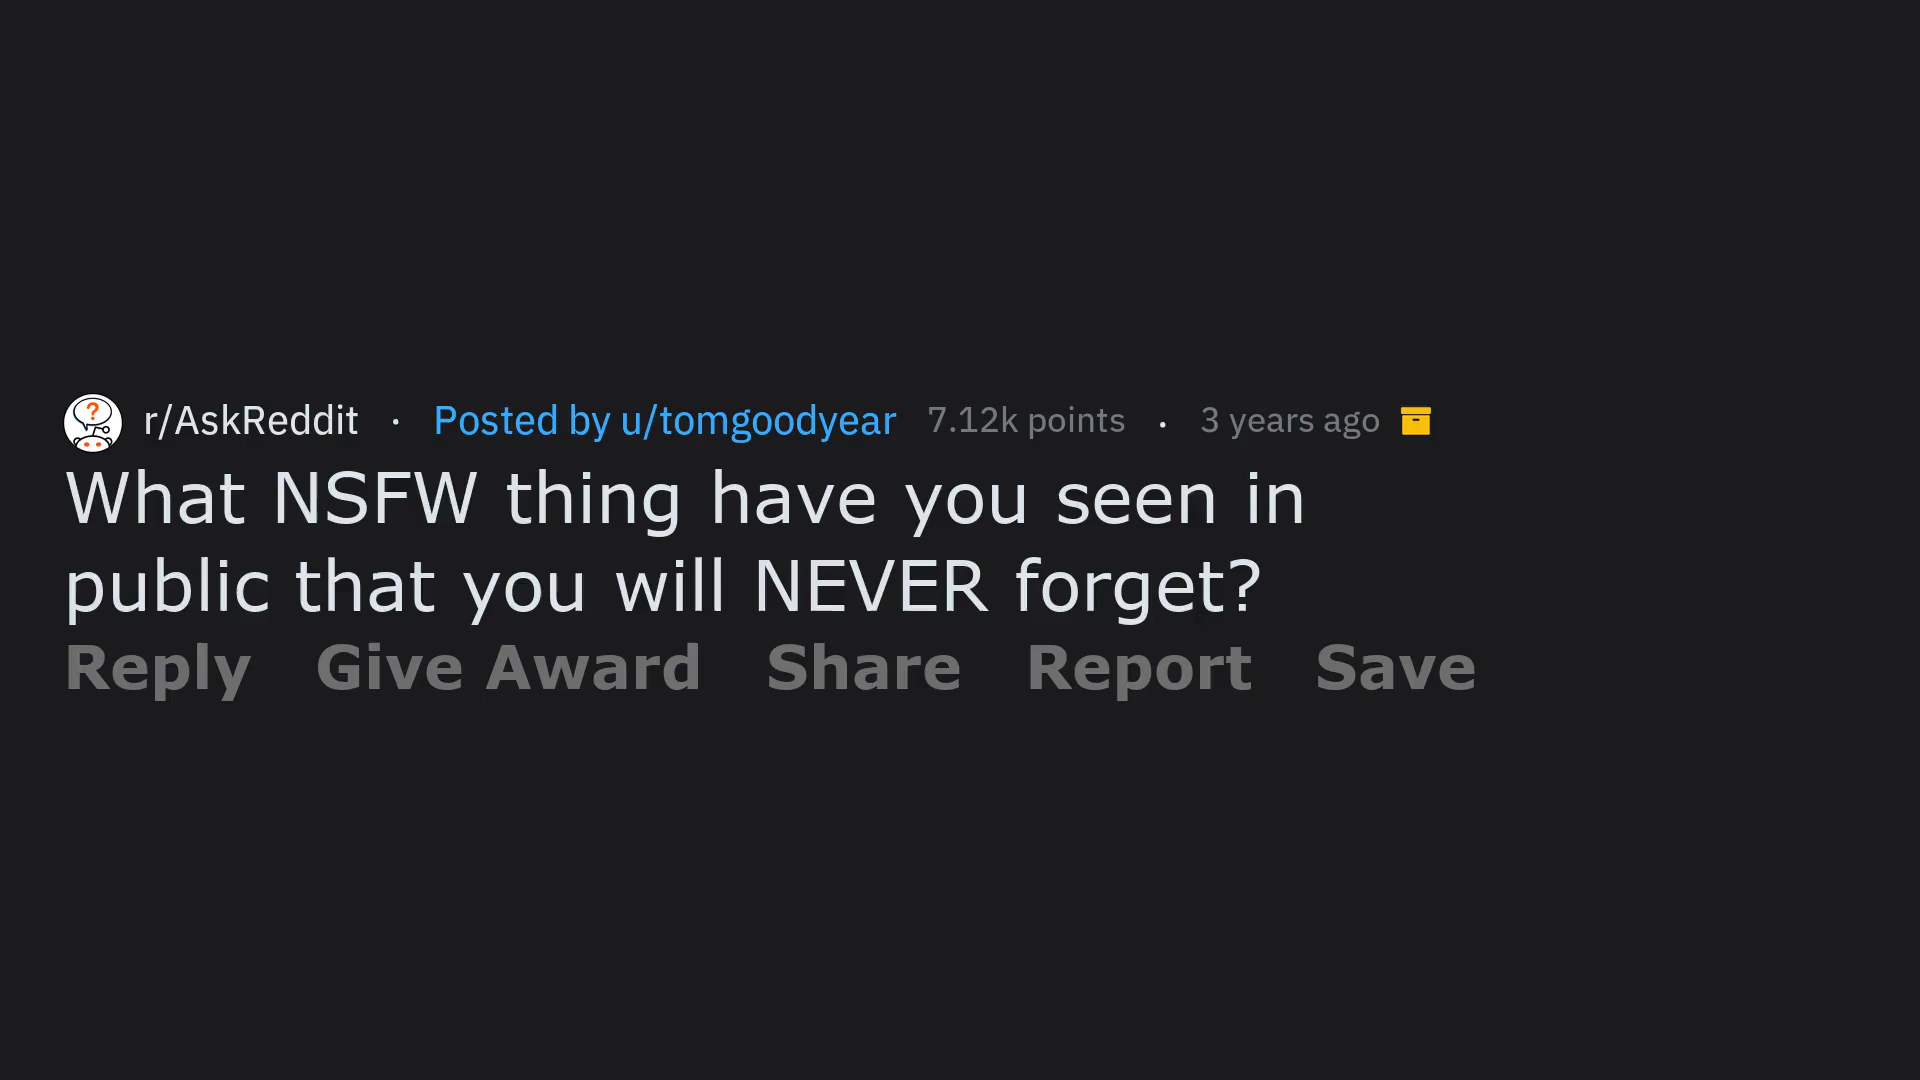 r/AskReddit · Posted by u/tomgoodyear 7.12k points . 3 years ago
What NSFW thing have you seen in
public that you will NEVER forget?
Reply Give Award Share Report Save